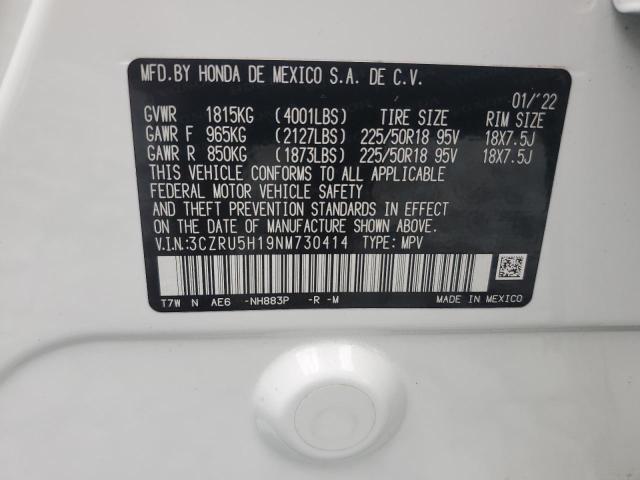 MFD.BY HONDA DE MEXICO S.A. DE C.V.
01/'22
GVWR 1815KG (4001LBS) TIRE SIZE RIM SIZE
GAWR F 965KG (2127LBS) 225/50R18 95V 18X7.5J
GAWR R 850KG (1873LBS) 225/50R18 95V 18X7.5J
THIS VEHICLE CONFORMS TO ALL APPLICABLE
FEDERAL MOTOR VEHICLE SAFETY
AND THEFT PREVENTION STANDARDS IN EFFECT
ON THE DATE OF MANUFACTURE SHOWN ABOVE.
V.I.N.:3CZRU5H19NM730414 TYPE: MPV
T7W N AE6 -NH883P -R -M MADE IN MEXICO